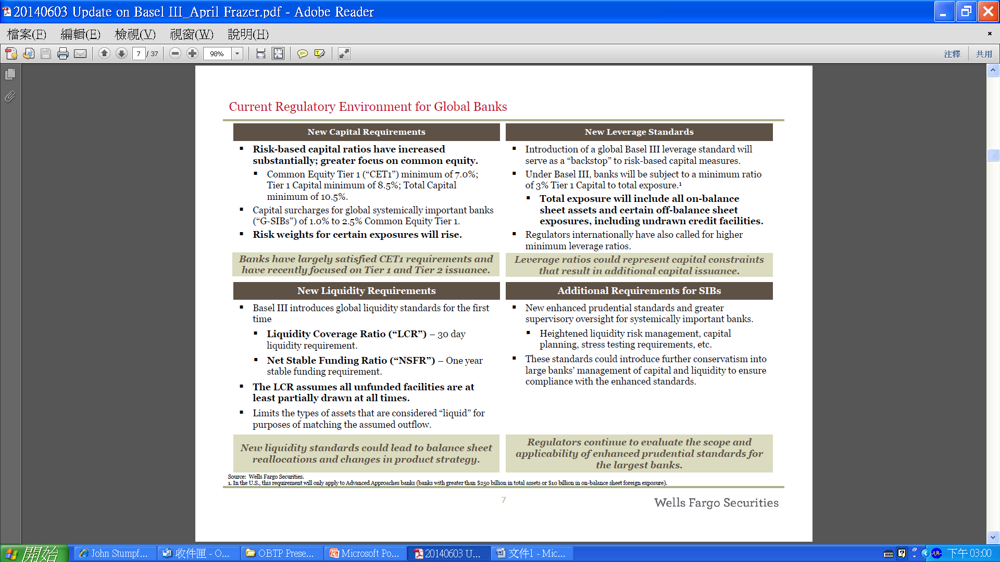 20140603 Update on Basel III_April Frazer.pdf - Adobe Reader
檔案(F) 編輯(E) 檢視(V) 視窗(W) 說明(H)
7 / 37 98% 注釋 共用
Current Regulatory Environment for Global Banks
New Capital Requirements
▪ Risk-based capital ratios have increased
substantially; greater focus on common equity.
▪ Common Equity Tier 1 (“CET1”) minimum of 7.0%;
Tier 1 Capital minimum of 8.5%; Total Capital
minimum of 10.5%.
▪ Capital surcharges for global systemically important banks
(“G-SIBs”) of 1.0% to 2.5% Common Equity Tier 1.
▪ Risk weights for certain exposures will rise.
Banks have largely satisfied CET1 requirements and
have recently focused on Tier 1 and Tier 2 issuance.
New Leverage Standards
▪ Introduction of a global Basel III leverage standard will
serve as a “backstop” to risk-based capital measures.
▪ Under Basel III, banks will be subject to a minimum ratio
of 3% Tier 1 Capital to total exposure.¹
▪ Total exposure will include all on-balance
sheet assets and certain off-balance sheet
exposures, including undrawn credit facilities.
▪ Regulators internationally have also called for higher
minimum leverage ratios.
Leverage ratios could represent capital constraints
that result in additional capital issuance.
New Liquidity Requirements
▪ Basel III introduces global liquidity standards for the first
time
▪ Liquidity Coverage Ratio (“LCR”) – 30 day
liquidity requirement.
▪ Net Stable Funding Ratio (“NSFR”) – One year
stable funding requirement.
▪ The LCR assumes all unfunded facilities are at
least partially drawn at all times.
▪ Limits the types of assets that are considered “liquid” for
purposes of matching the assumed outflow.
New liquidity standards could lead to balance sheet
reallocations and changes in product strategy.
Additional Requirements for SIBs
▪ New enhanced prudential standards and greater
supervisory oversight for systemically important banks.
▪ Heightened liquidity risk management, capital
planning, stress testing requirements, etc.
▪ These standards could introduce further conservatism into
large banks’ management of capital and liquidity to ensure
compliance with the enhanced standards.
Regulators continue to evaluate the scope and
applicability of enhanced prudential standards for
the largest banks.
Source: Wells Fargo Securities.
1. In the U.S., this requirement will only apply to Advanced Approaches banks (banks with greater than $250 billion in total assets or $10 billion in on-balance sheet foreign exposure).
7
Wells Fargo Securities
開始 John Stumpf... 收件匣 - O... OBTP Prese... Microsoft Po... 20140603 U... 文件1 - Mic... 下午 03:00